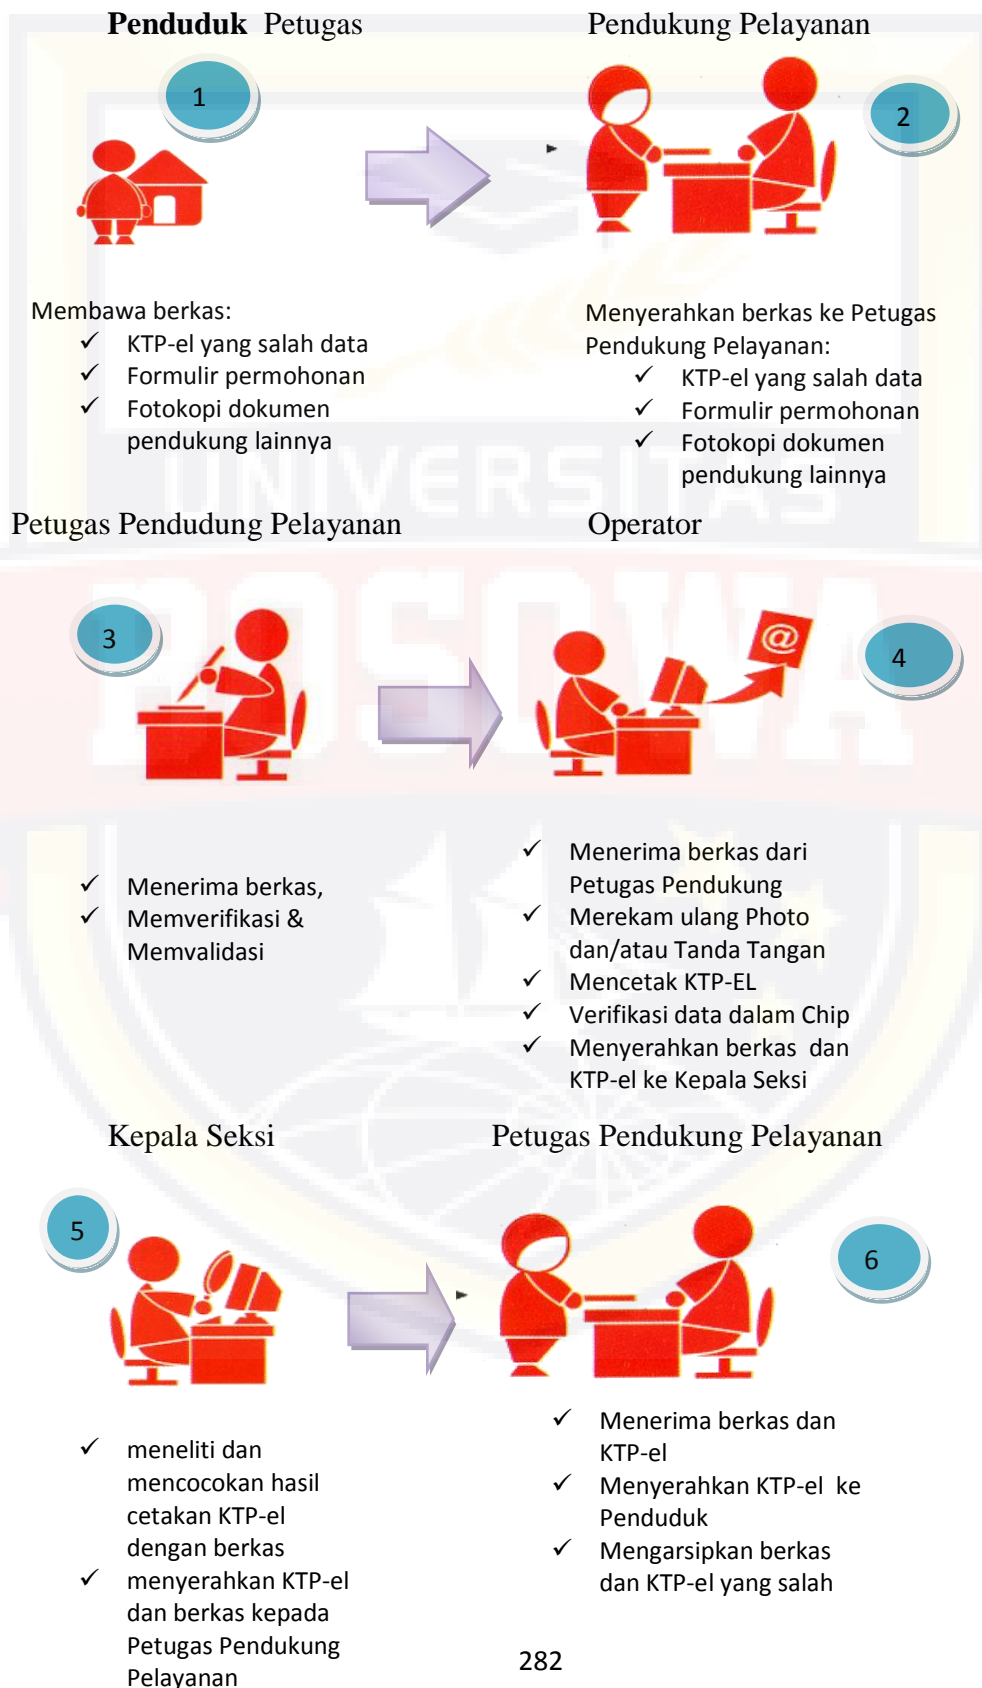 Penduduk Petugas
Pendukung Pelayanan
1
2
Membawa berkas:
✓ KTP-el yang salah data
✓ Formulir permohonan
✓ Fotokopi dokumen
pendukung lainnya
Menyerahkan berkas ke Petugas
Pendukung Pelayanan:
✓ KTP-el yang salah data
✓ Formulir permohonan
✓ Fotokopi dokumen
pendukung lainnya
UNIVERSITAS
Petugas Pendudung Pelayanan
Operator
BOSOWA
3
4
@
✓ Menerima berkas,
✓ Memverifikasi &
Memvalidasi
✓ Menerima berkas dari
Petugas Pendukung
✓ Merekam ulang Photo
dan/atau Tanda Tangan
✓ Mencetak KTP-EL
✓ Verifikasi data dalam Chip
✓ Menyerahkan berkas dan
KTP-el ke Kepala Seksi
Kepala Seksi
Petugas Pendukung Pelayanan
5
6
✓ meneliti dan
mencocokan hasil
cetakan KTP-el
dengan berkas
✓ menyerahkan KTP-el
dan berkas kepada
Petugas Pendukung
Pelayanan
✓ Menerima berkas dan
KTP-el
✓ Menyerahkan KTP-el ke
Penduduk
✓ Mengarsipkan berkas
dan KTP-el yang salah
282